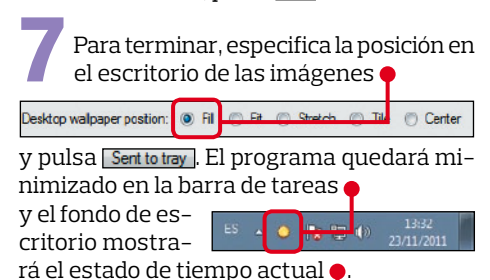 7 Para terminar, especifica la posición en
el escritorio de las imágenes
Desktop wallpaper postion: Fill Fit Stretch Tile Center
y pulsa Sent to tray. El programa quedará mi-
nimizado en la barra de tareas
y el fondo de es-
critorio mostra-
ES 13:32
23/11/2011
rá el estado de tiempo actual.